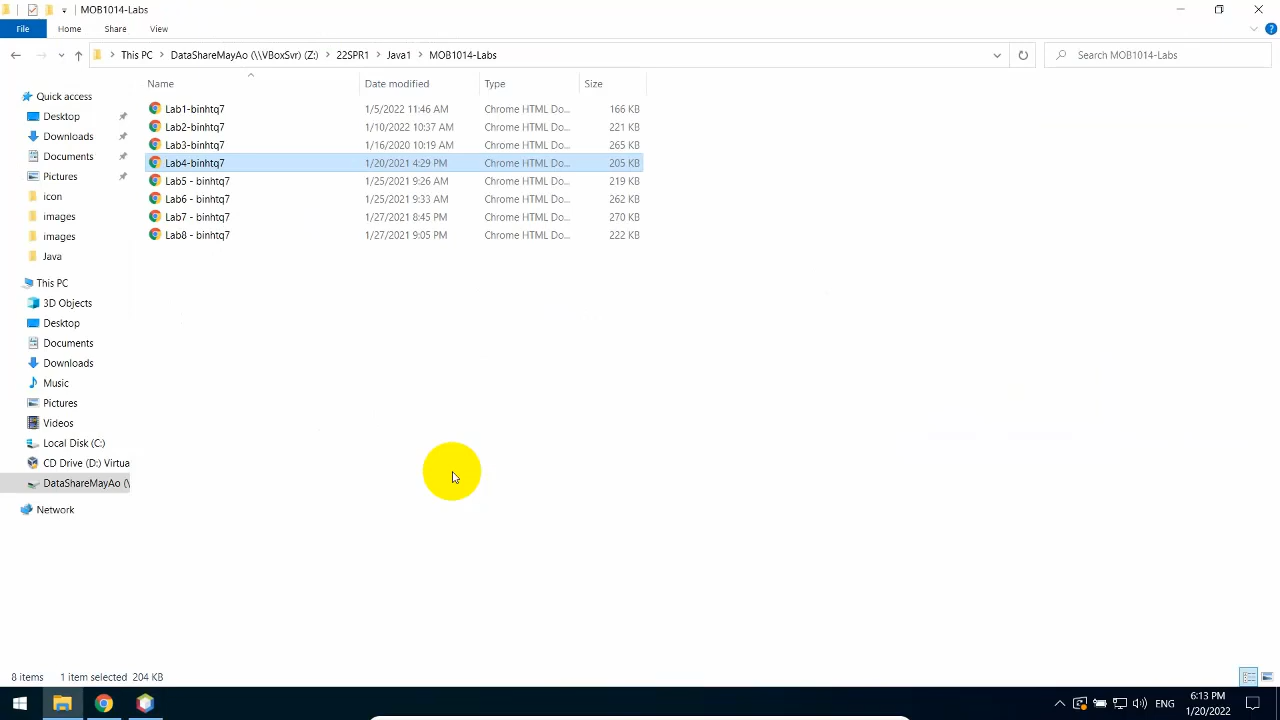 MOB1014-Labs
File Home Share View
This PC DataShareMayAo (\\VBoxSvr) (Z:) 22SPR1 Java1 MOB1014-Labs Search MOB1014-Labs
Name Date modified Type Size
Quick access
Desktop
Downloads
Documents
Pictures
icon
images
images
Java
This PC
3D Objects
Desktop
Documents
Downloads
Music
Pictures
Videos
Local Disk (C:)
CD Drive (D:) Virtua
DataShareMayAo (\
Network
Lab1-binhtq7 1/5/2022 11:46 AM Chrome HTML Do... 166 KB
Lab2-binhtq7 1/10/2022 10:37 AM Chrome HTML Do... 221 KB
Lab3-binhtq7 1/16/2020 10:19 AM Chrome HTML Do... 265 KB
Lab4-binhtq7 1/20/2021 4:29 PM Chrome HTML Do... 205 KB
Lab5 - binhtq7 1/25/2021 9:26 AM Chrome HTML Do... 219 KB
Lab6 - binhtq7 1/25/2021 9:33 AM Chrome HTML Do... 262 KB
Lab7 - binhtq7 1/27/2021 8:45 PM Chrome HTML Do... 270 KB
Lab8 - binhtq7 1/27/2021 9:05 PM Chrome HTML Do... 222 KB
8 items 1 item selected 204 KB
ENG
6:13 PM
1/20/2022